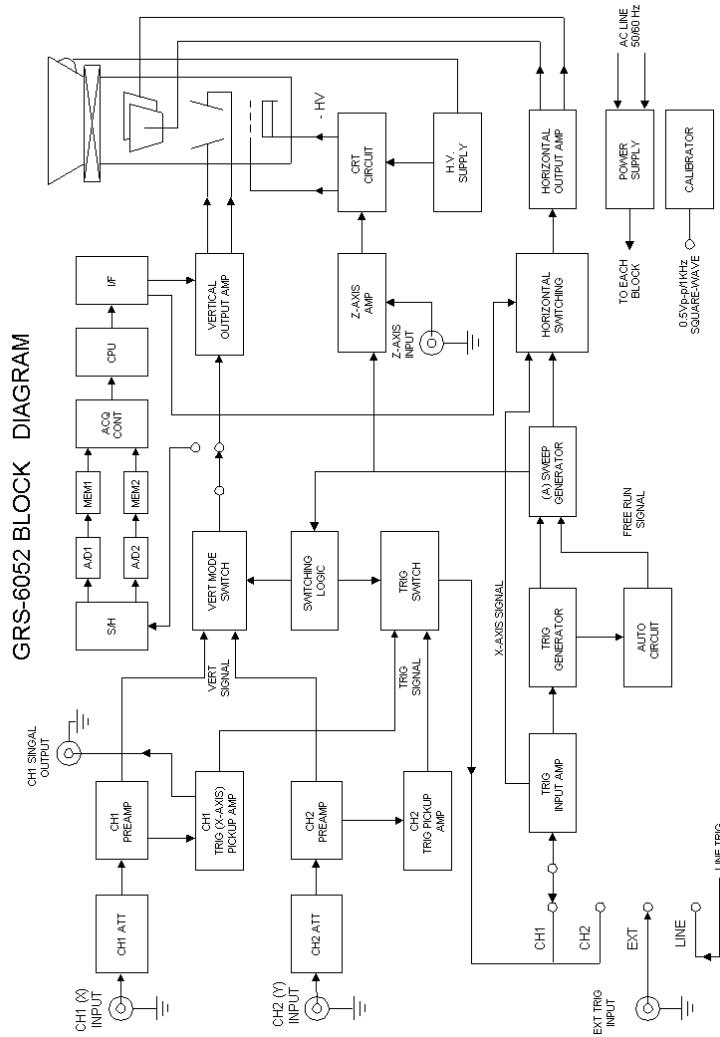 GRS-6052 BLOCK DIAGRAM
CH1 SINGAL
OUTPUT
S/H
A/D1
A/D2
MEM1
MEM2
ACQ
CONT
CPU
I/F
CH1 (X)
INPUT
CH1 ATT
CH1
PREAMP
CH1
TRIG (X-AXIS)
PICKUP AMP
VERT
SIGNAL
VERT MODE
SWITCH
VERTICAL
OUTPUT AMP
CH2 (Y)
INPUT
CH2 ATT
CH2
PREAMP
SWITCHING
LOGIC
Z-AXIS
AMP
CRT
CIRCUIT
- HV
CH2
TRIG PICKUP
AMP
TRIG
SIGNAL
TRIG
SWITCH
Z-AXIS
INPUT
H.V.
SUPPLY
X-AXIS SIGNAL
CH1
CH2
EXT
LINE
TRIG
INPUT AMP
TRIG
GENERATOR
(A) SWEEP
GENERATOR
HORIZONTAL
SWITCHING
HORIZONTAL
OUTPUT AMP
AUTO
CIRCUIT
FREE RUN
SIGNAL
EXT TRIG
INPUT
LINE TRIG
TO EACH
BLOCK
POWER
SUPPLY
AC LINE
50/60 Hz
0.5Vp-p/1KHz
SQUARE-WAVE
CALIBRATOR